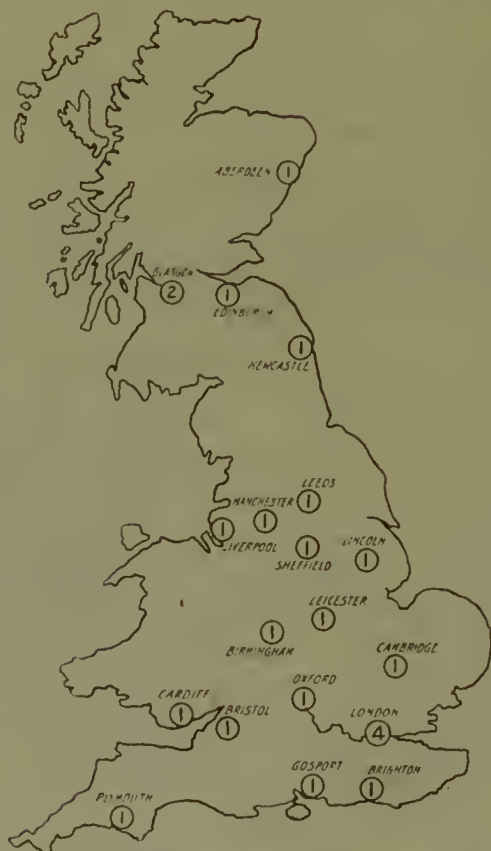 ABERDEEN
1
GLASGOW
2
1
EDINBURGH
1
NEWCASTLE
LEEDS
1
MANCHESTER
1
1
LIVERPOOL
1
SHEFFIELD
LINCOLN
1
LEICESTER
1
1
BIRMINGHAM
CAMBRIDGE
1
OXFORD
1
CARDIFF
1
1
BRISTOL
LONDON
4
GOSPORT
1
BRIGHTON
1
PLYMOUTH
1